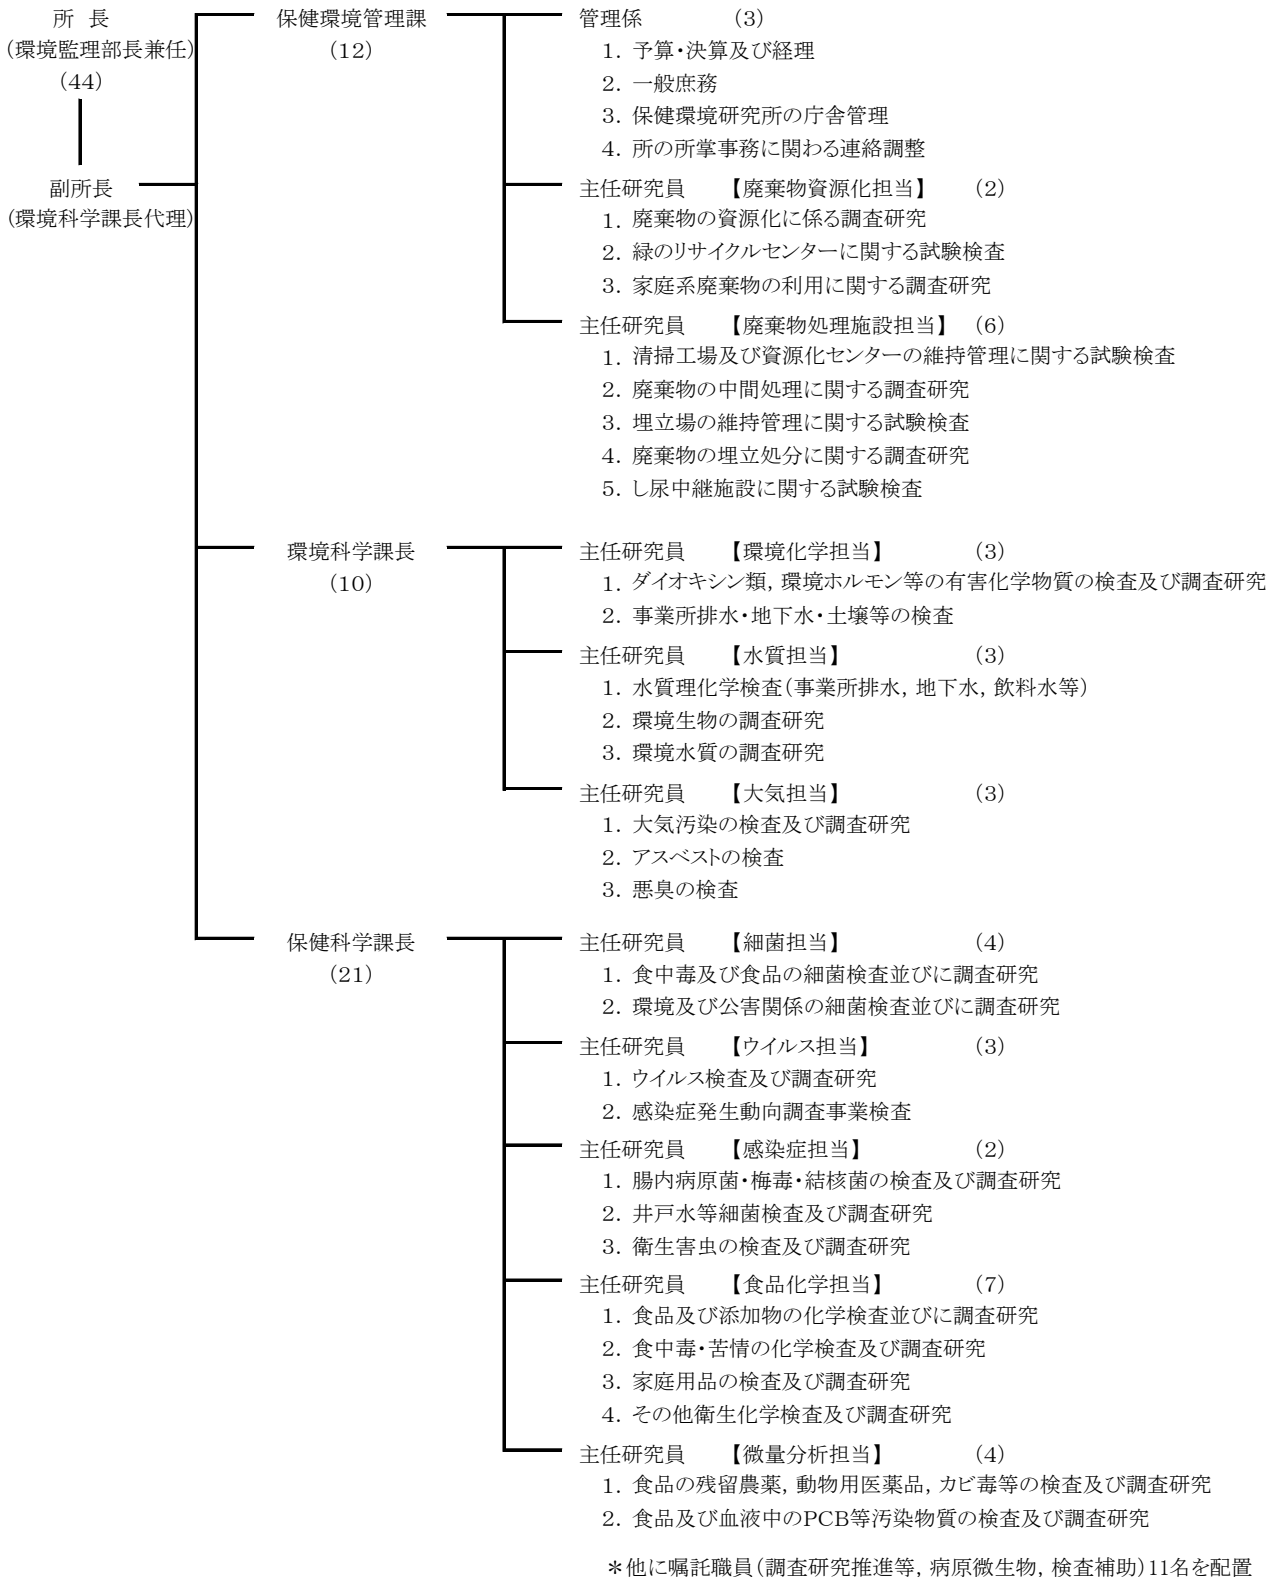 所 長
(環境監理部長兼任)
(44)
副所長
(環境科学課長代理)
保健環境管理課
(12)
管理係 (3)
1. 予算・決算及び経理
2. 一般庶務
3. 保健環境研究所の庁舎管理
4. 所の所掌事務に関わる連絡調整
主任研究員 【廃棄物資源化担当】 (2)
1. 廃棄物の資源化に係る調査研究
2. 緑のリサイクルセンターに関する試験検査
3. 家庭系廃棄物の利用に関する調査研究
主任研究員 【廃棄物処理施設担当】 (6)
1. 清掃工場及び資源化センターの維持管理に関する試験検査
2. 廃棄物の中間処理に関する調査研究
3. 埋立場の維持管理に関する試験検査
4. 廃棄物の埋立処分に関する調査研究
5. し尿中継施設に関する試験検査
環境科学課長
(10)
主任研究員 【環境化学担当】 (3)
1. ダイオキシン類, 環境ホルモン等の有害化学物質の検査及び調査研究
2. 事業所排水・地下水・土壌等の検査
主任研究員 【水質担当】 (3)
1. 水質理化学検査(事業所排水, 地下水, 飲料水等)
2. 環境生物の調査研究
3. 環境水質の調査研究
主任研究員 【大気担当】 (3)
1. 大気汚染の検査及び調査研究
2. アスベストの検査
3. 悪臭の検査
保健科学課長
(21)
主任研究員 【細菌担当】 (4)
1. 食中毒及び食品の細菌検査並びに調査研究
2. 環境及び公害関係の細菌検査並びに調査研究
主任研究員 【ウイルス担当】 (3)
1. ウイルス検査及び調査研究
2. 感染症発生動向調査事業検査
主任研究員 【感染症担当】 (2)
1. 腸内病原菌・梅毒・結核菌の検査及び調査研究
2. 井戸水等細菌検査及び調査研究
3. 衛生害虫の検査及び調査研究
主任研究員 【食品化学担当】 (7)
1. 食品及び添加物の化学検査並びに調査研究
2. 食中毒・苦情の化学検査及び調査研究
3. 家庭用品の検査及び調査研究
4. その他衛生化学検査及び調査研究
主任研究員 【微量分析担当】 (4)
1. 食品の残留農薬, 動物用医薬品, カビ毒等の検査及び調査研究
2. 食品及び血液中のPCB等汚染物質の検査及び調査研究
＊他に嘱託職員(調査研究推進等, 病原微生物, 検査補助)11名を配置